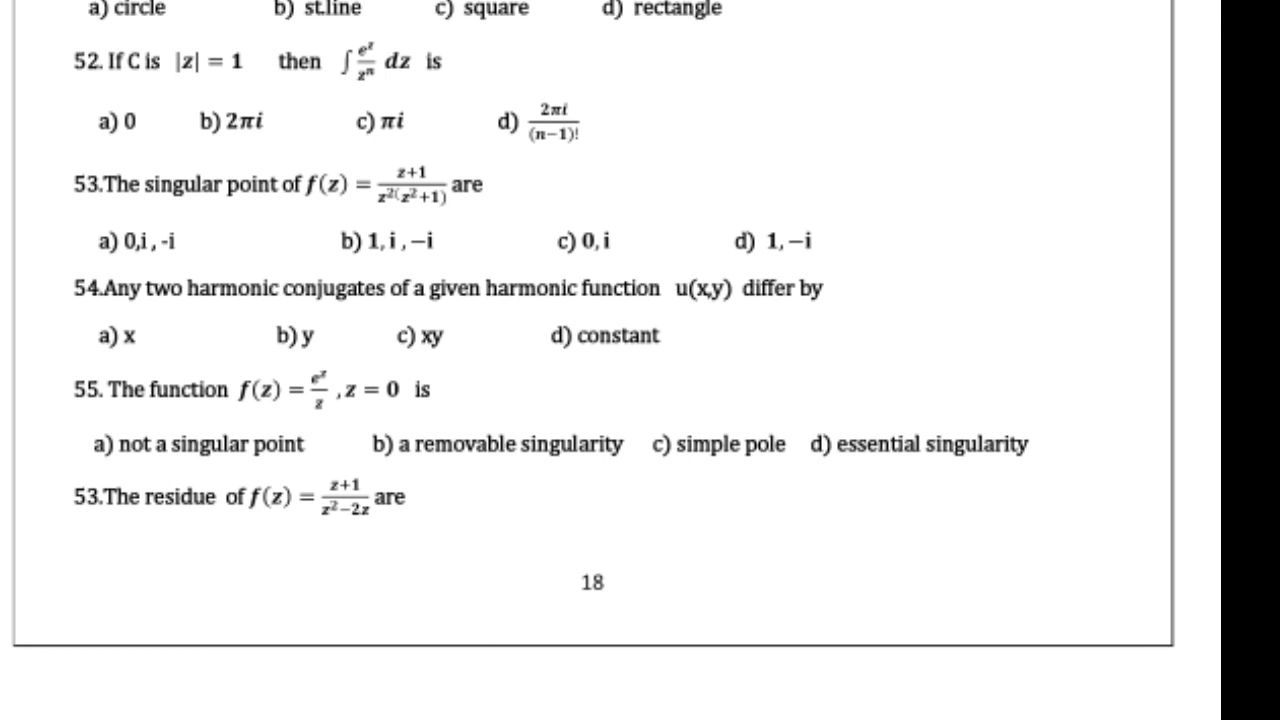 a) circle b) st.line c) square d) rectangle
52. If C is |z| = 1 then ∫ e^z/z^n dz is
a) 0 b) 2πi c) πi d) 2πi/(n−1)!
53.The singular point of f(z) = z+1/z²(z²+1) are
a) 0,i , -i b) 1, i , −i c) 0, i d) 1, −i
54.Any two harmonic conjugates of a given harmonic function u(x,y) differ by
a) x b) y c) xy d) constant
55. The function f(z) = e^z/z , z = 0 is
a) not a singular point b) a removable singularity c) simple pole d) essential singularity
53.The residue of f(z) = z+1/z²−2z are
18